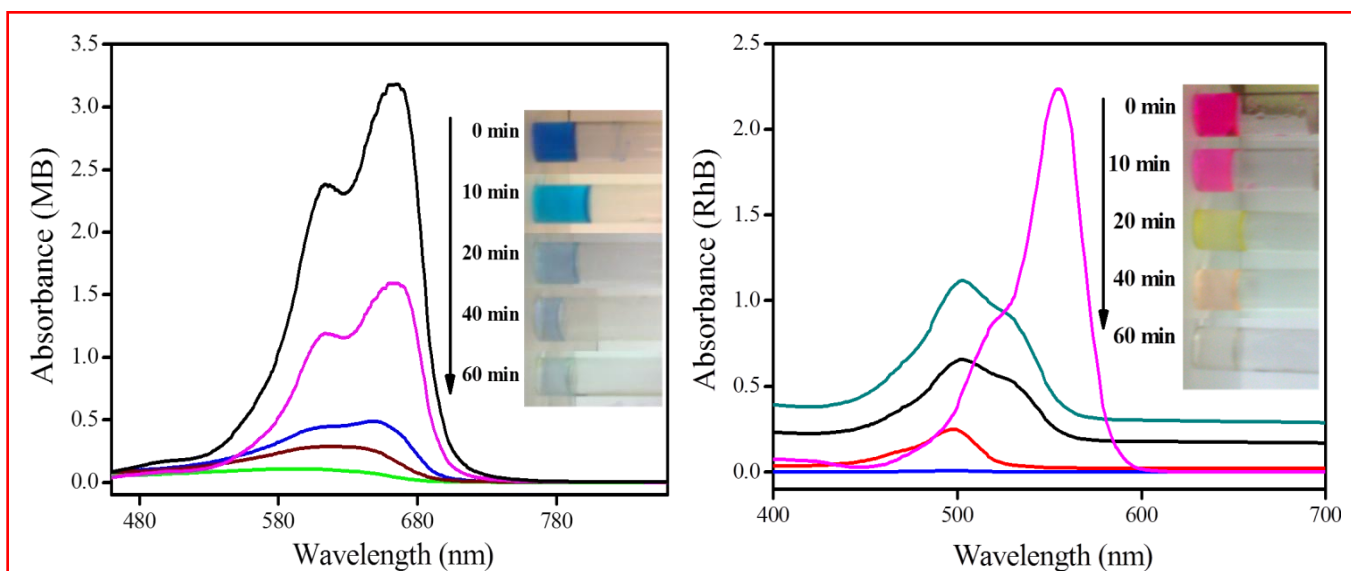 Absorbance (MB)
3.5
3.0
2.5
2.0
1.5
1.0
0.5
0.0
480 580 680 780
Wavelength (nm)
0 min
10 min
20 min
40 min
60 min
Absorbance (RhB)
2.5
2.0
1.5
1.0
0.5
0.0
400 500 600 700
Wavelength (nm)
0 min
10 min
20 min
40 min
60 min